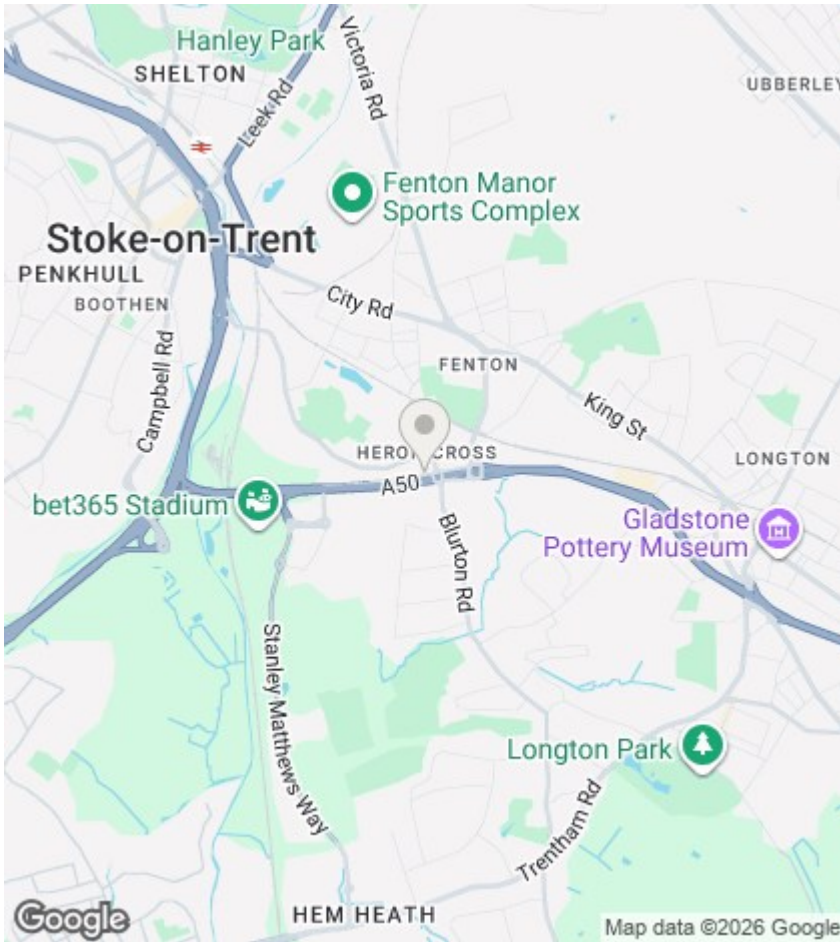 Hanley Park
SHELTON
Leek Rd
Victoria Rd
UBBERLEY
Fenton Manor
Sports Complex
Stoke-on-Trent
PENKHULL
BOOTHEN
City Rd
Campbell Rd
FENTON
King St
HERON CROSS
LONGTON
A50
bet365 Stadium
Gladstone
Pottery Museum
Blurton Rd
Stanley Matthews Way
Longton Park
Trentham Rd
HEM HEATH
Google
Map data ©2026 Google